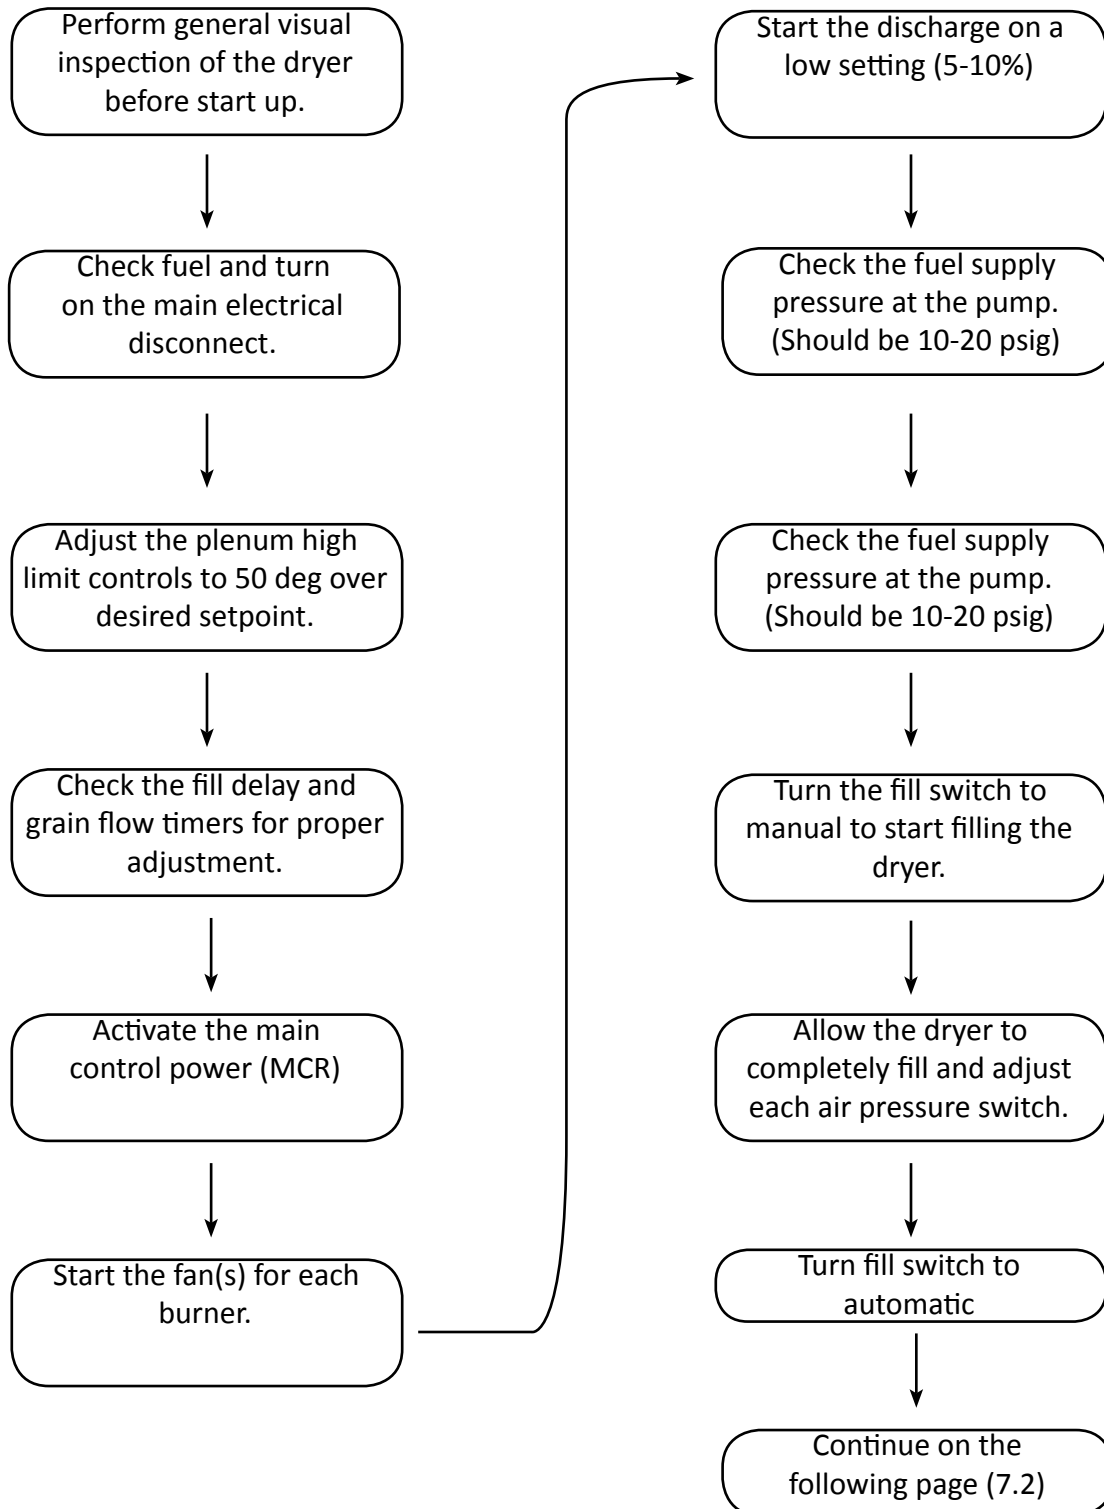 Perform general visual
inspection of the dryer
before start up.
Check fuel and turn
on the main electrical
disconnect.
Adjust the plenum high
limit controls to 50 deg over
desired setpoint.
Check the fill delay and
grain flow timers for proper
adjustment.
Activate the main
control power (MCR)
Start the fan(s) for each
burner.
Start the discharge on a
low setting (5-10%)
Check the fuel supply
pressure at the pump.
(Should be 10-20 psig)
Check the fuel supply
pressure at the pump.
(Should be 10-20 psig)
Turn the fill switch to
manual to start filling the
dryer.
Allow the dryer to
completely fill and adjust
each air pressure switch.
Turn fill switch to
automatic
Continue on the
following page (7.2)